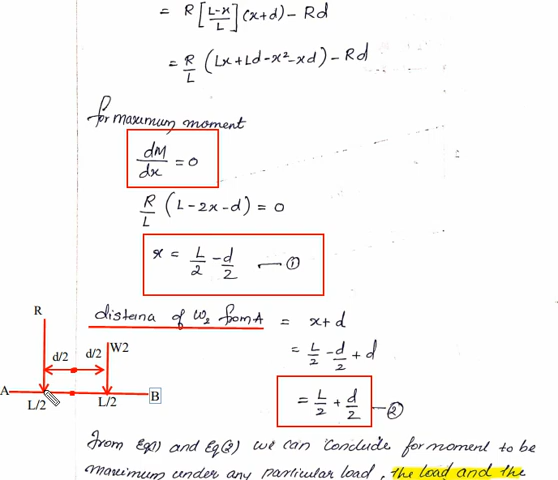 = R [L-x/L] (x+d) - Rd
= R/L (Lx+Ld-x²-xd) - Rd
for maximum moment
dM/dx = 0
R/L (L-2x-d) = 0
x = L/2 - d/2 — ①
distena of W₂ from A = x+d
= L/2 - d/2 + d
= L/2 + d/2 — ②
R
d/2 d/2 W2
A B
L/2 L/2
From Eq(1) and Eq(2) we can conclude for moment to be
maximum under any particular load, the load and the